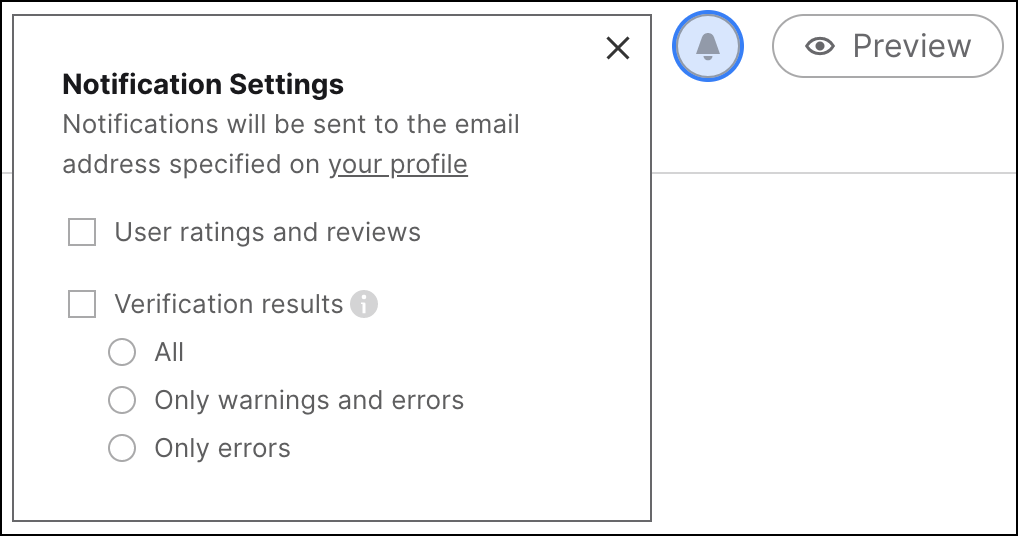 Notification Settings
Notifications will be sent to the email
address specified on your profile
User ratings and reviews
Verification results
All
Only warnings and errors
Only errors
Preview